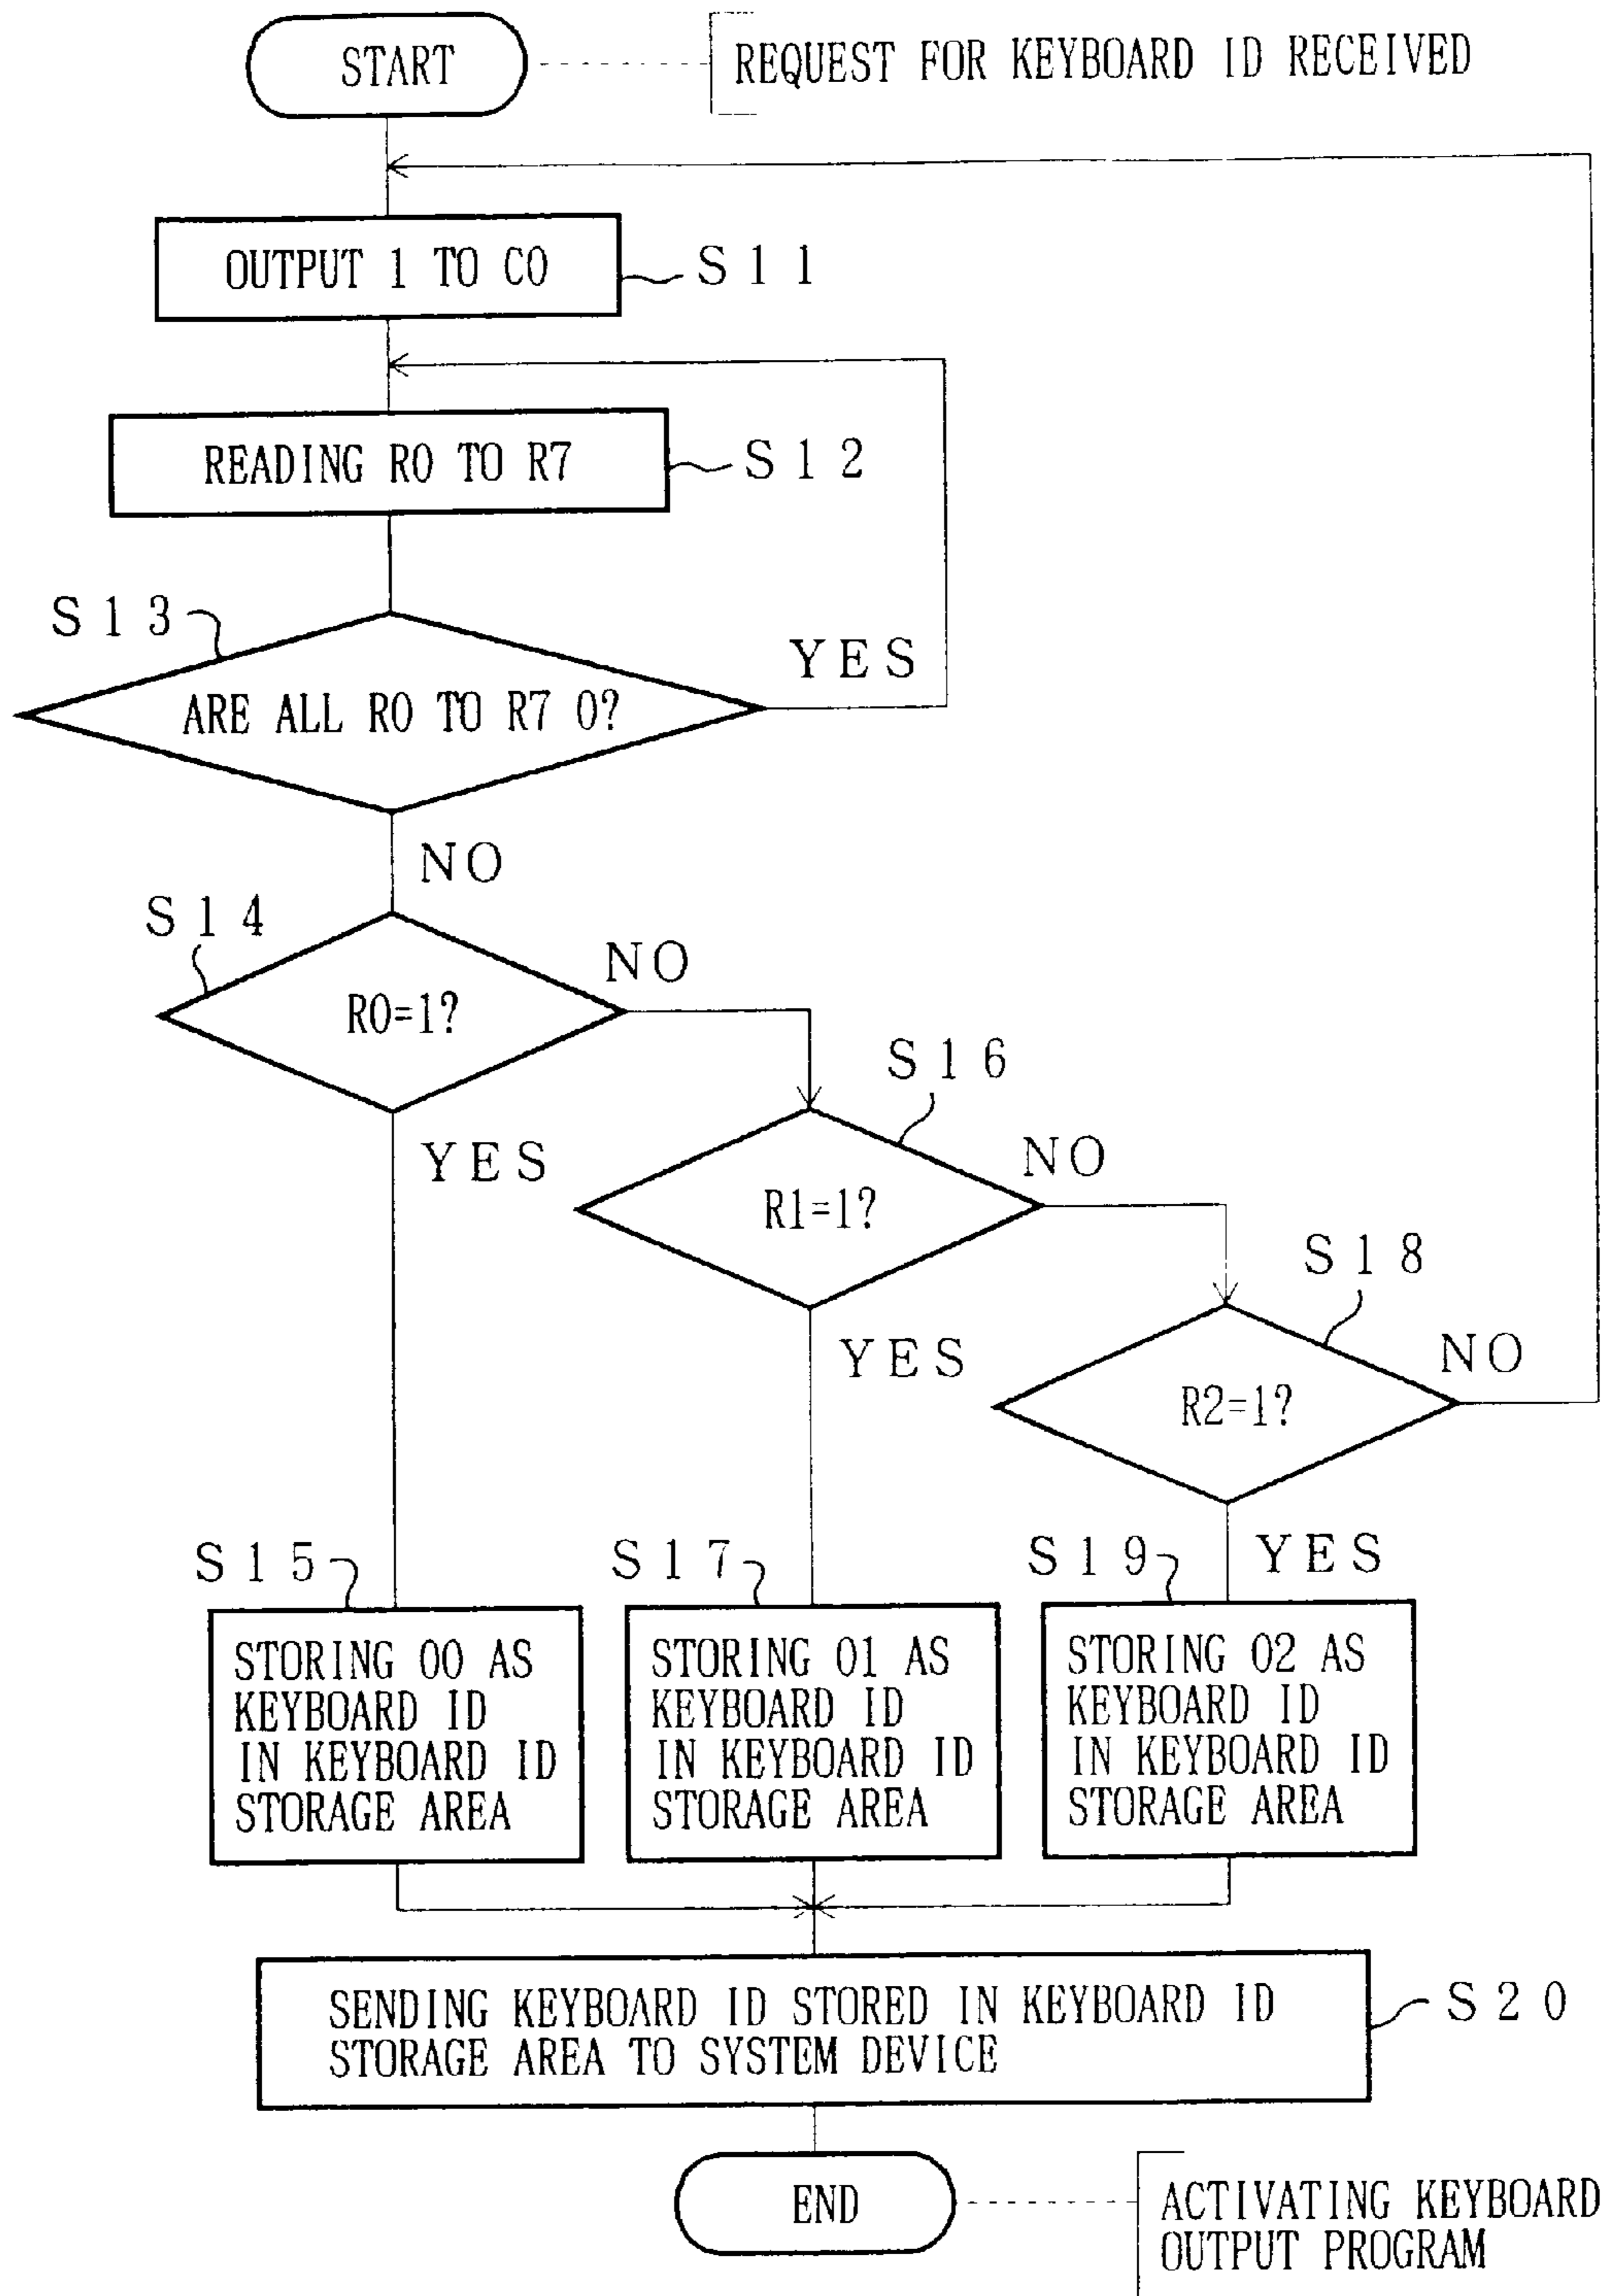 START
REQUEST FOR KEYBOARD ID RECEIVED
OUTPUT 1 TO C0
S11
READING R0 TO R7
S12
S13
YES
ARE ALL R0 TO R7 0?
NO
S14
NO
R0=1?
S16
YES
NO
R1=1?
S18
YES
NO
R2=1?
S15
S17
S19
YES
STORING 00 AS
KEYBOARD ID
IN KEYBOARD ID
STORAGE AREA
STORING 01 AS
KEYBOARD ID
IN KEYBOARD ID
STORAGE AREA
STORING 02 AS
KEYBOARD ID
IN KEYBOARD ID
STORAGE AREA
SENDING KEYBOARD ID STORED IN KEYBOARD ID
STORAGE AREA TO SYSTEM DEVICE
S20
END
ACTIVATING KEYBOARD
OUTPUT PROGRAM